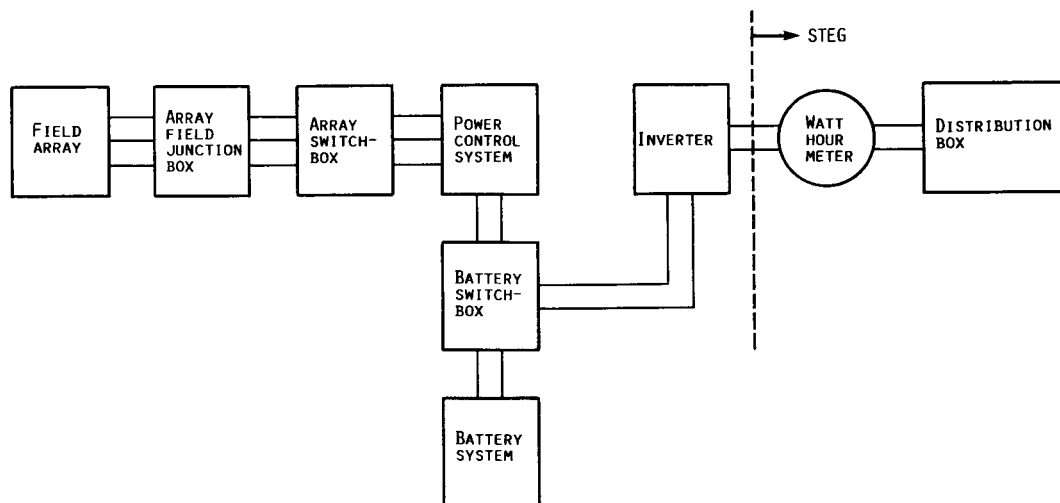 STEG
FIELD
ARRAY
ARRAY
FIELD
JUNCTION
BOX
ARRAY
SWITCH-
BOX
POWER
CONTROL
SYSTEM
INVERTER
WATT
HOUR
METER
DISTRIBUTION
BOX
BATTERY
SWITCH-
BOX
BATTERY
SYSTEM